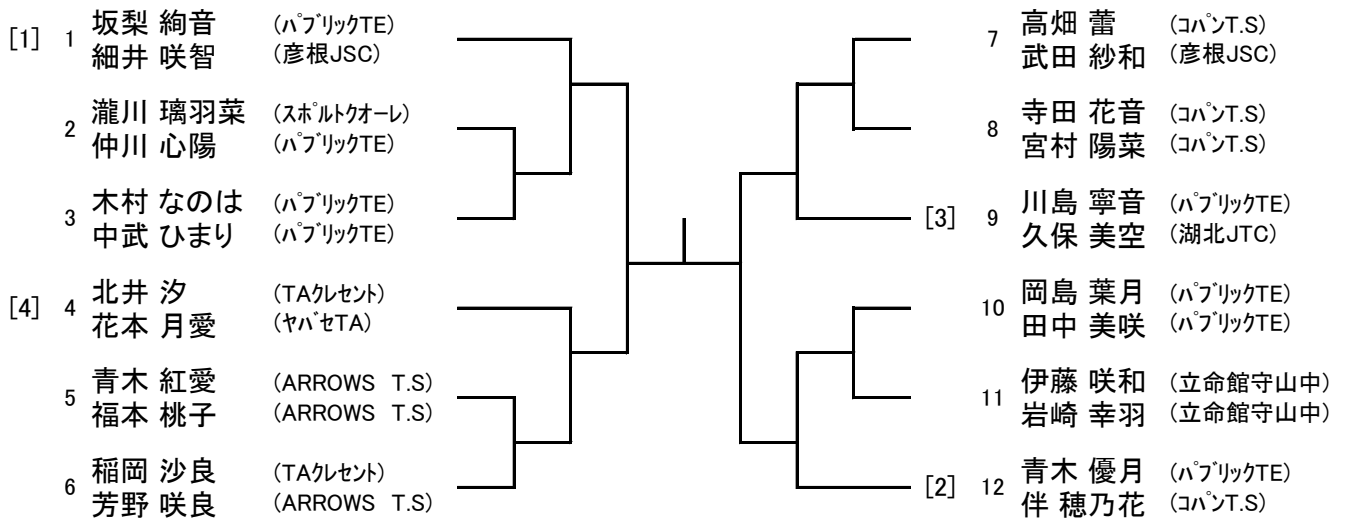 [1] 1 坂梨 絢音 (ﾊﾟﾌﾞﾘｯｸTE)
細井 咲智 (彦根JSC)
2 瀧川 璃羽菜 (ｽﾎﾟﾙﾄｸｵｰﾚ)
仲川 心陽 (ﾊﾟﾌﾞﾘｯｸTE)
3 木村 なのは (ﾊﾟﾌﾞﾘｯｸTE)
中武 ひまり (ﾊﾟﾌﾞﾘｯｸTE)
[4] 4 北井 汐 (TAｸﾚｾﾝﾄ)
花本 月愛 (ﾔﾊﾞｾTA)
5 青木 紅愛 (ARROWS T.S)
福本 桃子 (ARROWS T.S)
6 稲岡 沙良 (TAｸﾚｾﾝﾄ)
芳野 咲良 (ARROWS T.S)
7 高畑 蕾 (ｺﾊﾟﾝT.S)
武田 紗和 (彦根JSC)
8 寺田 花音 (ｺﾊﾟﾝT.S)
宮村 陽菜 (ｺﾊﾟﾝT.S)
[3] 9 川島 寧音 (ﾊﾟﾌﾞﾘｯｸTE)
久保 美空 (湖北JTC)
10 岡島 葉月 (ﾊﾟﾌﾞﾘｯｸTE)
田中 美咲 (ﾊﾟﾌﾞﾘｯｸTE)
11 伊藤 咲和 (立命館守山中)
岩崎 幸羽 (立命館守山中)
[2] 12 青木 優月 (ﾊﾟﾌﾞﾘｯｸTE)
伴 穂乃花 (ｺﾊﾟﾝT.S)